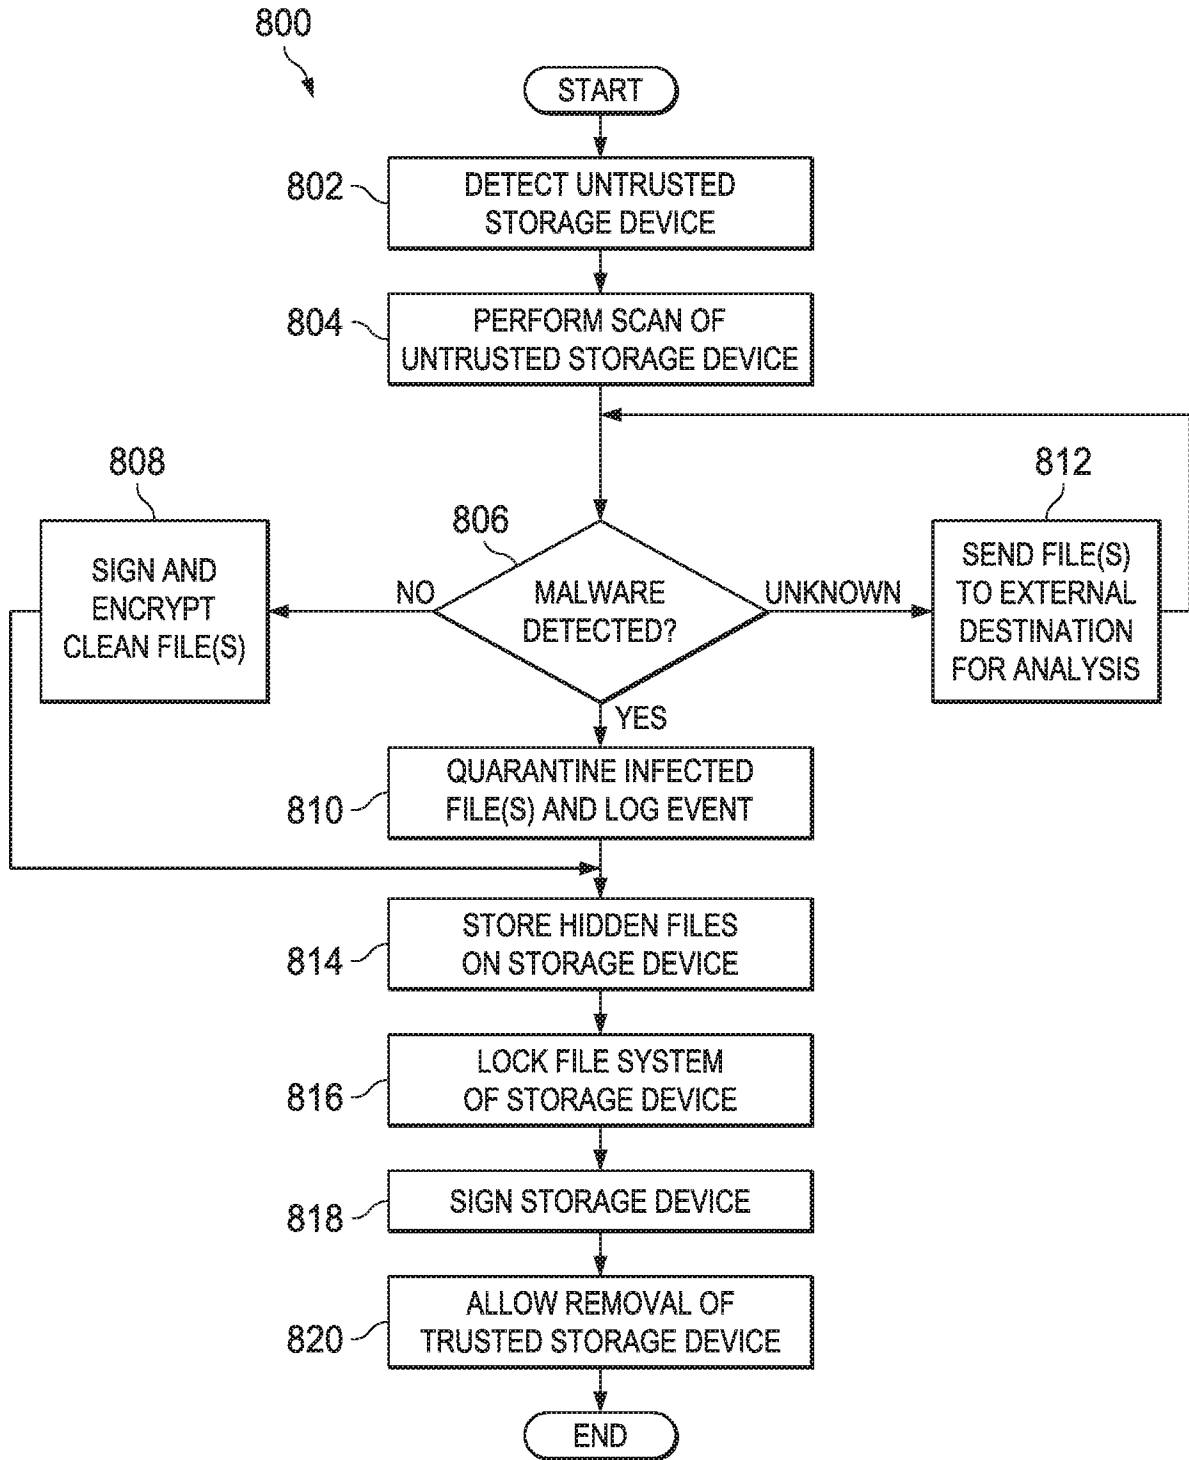 800
START
802
DETECT UNTRUSTED
STORAGE DEVICE
804
PERFORM SCAN OF
UNTRUSTED STORAGE DEVICE
808
SIGN AND
ENCRYPT
CLEAN FILE(S)
NO
806
MALWARE
DETECTED?
UNKNOWN
812
SEND FILE(S)
TO EXTERNAL
DESTINATION
FOR ANALYSIS
YES
810
QUARANTINE INFECTED
FILE(S) AND LOG EVENT
814
STORE HIDDEN FILES
ON STORAGE DEVICE
816
LOCK FILE SYSTEM
OF STORAGE DEVICE
818
SIGN STORAGE DEVICE
820
ALLOW REMOVAL OF
TRUSTED STORAGE DEVICE
END